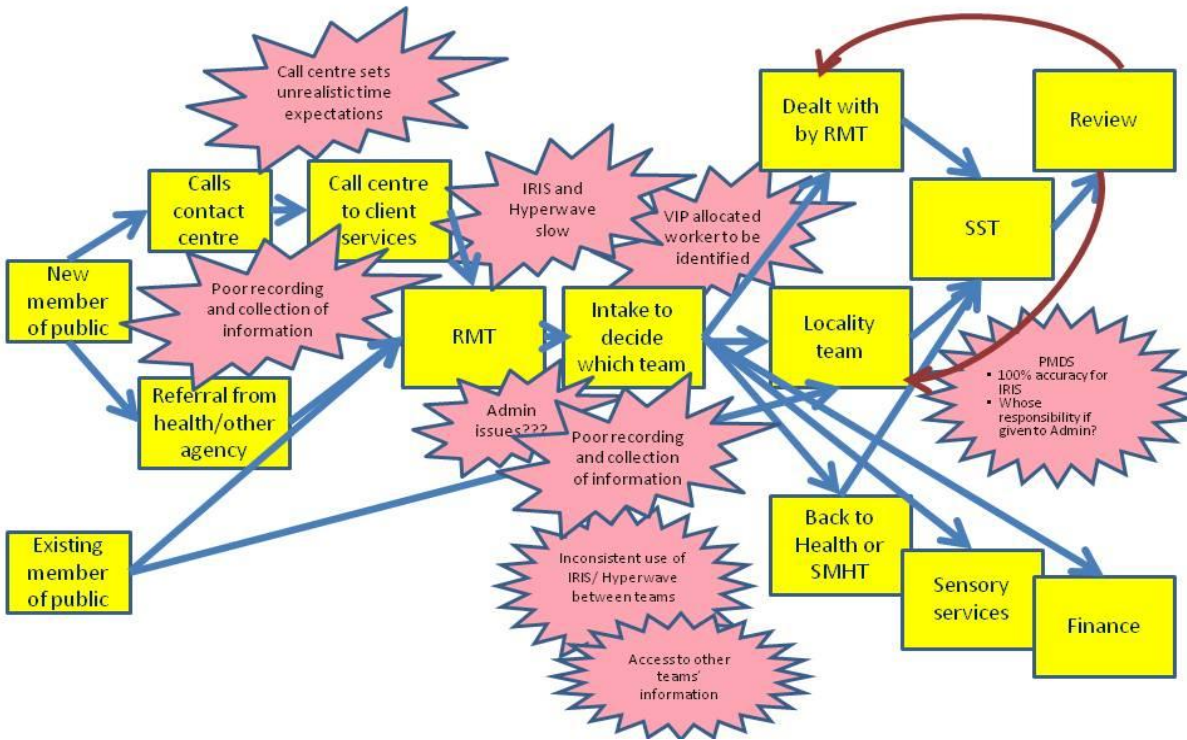 Call centre sets
unrealistic time
expectations
Dealt with
by RMT
Review
Calls
contact
centre
Call centre
to client
services
IRIS and
Hyperwave
slow
VIP allocated
worker to be
identified
SST
New
member
of public
Poor recording
and collection of
information
RMT
Intake to
decide
which team
Locality
team
PMDS
▪ 100% accuracy for
IRIS
▪ Whose
responsibility if
given to Admin?
Referral from
health/other
agency
Admin
issues???
Poor recording
and collection
of information
Existing
member
of public
Back to
Health or
SMHT
Inconsistent use of
IRIS/ Hyperwave
between teams
Sensory
services
Finance
Access to other
teams’
information